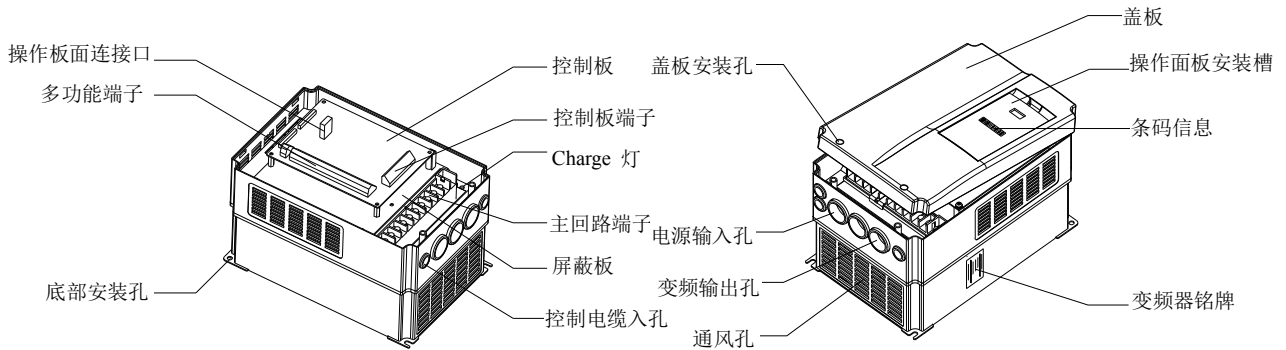 操作板面连接口
多功能端子
底部安装孔
控制板
控制板端子
Charge 灯
主回路端子
屏蔽板
控制电缆入孔
盖板安装孔
电源输入孔
变频输出孔
通风孔
盖板
操作面板安装槽
条码信息
变频器铭牌